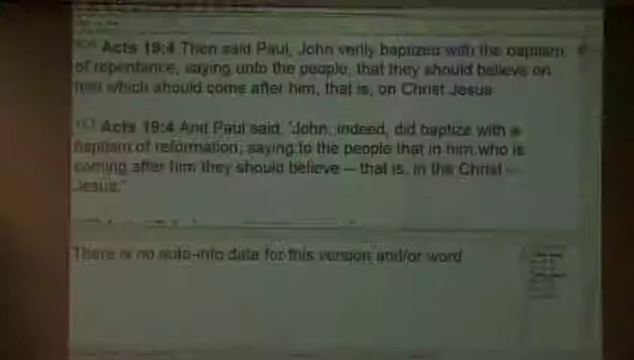 Acts 19:4 Then said Paul, John verily baptized with the baptism
of repentance, saying unto the people, that they should believe on
him which should come after him, that is, on Christ Jesus
Acts 19:4 And Paul said, 'John, indeed, did baptize with a
baptism of reformation, saying to the people that in him who is
coming after him they should believe -- that is, in the Christ --
Jesus;'
There is no auto-info data for this version and/or word